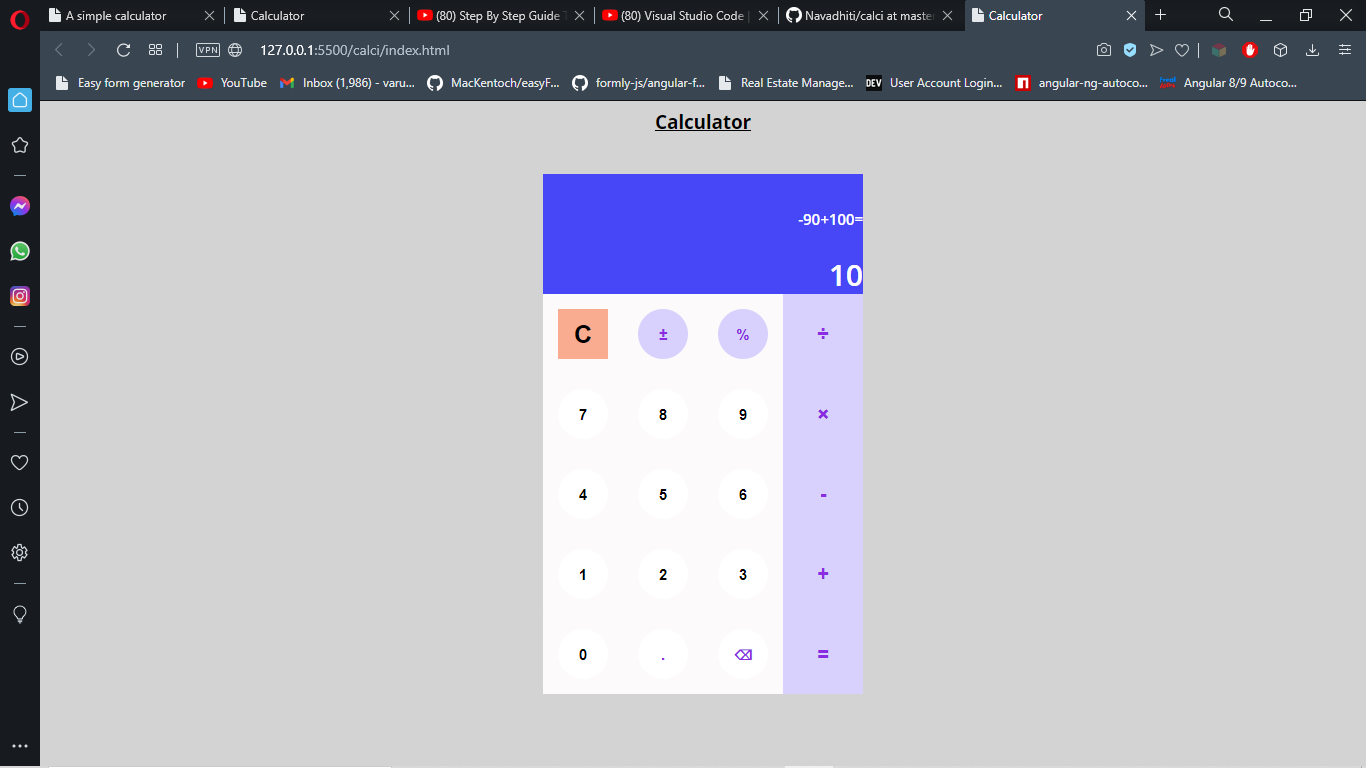 A simple calculator
Calculator
(80) Step By Step Guide
(80) Visual Studio Code |
Navadhiti/calci at master
Calculator
VPN
127.0.0.1:5500/calci/index.html
Easy form generator
YouTube
Inbox (1,986) - varu...
MacKentoch/easyF...
formly-js/angular-f...
Real Estate Manage...
DEV
User Account Login...
angular-ng-autoco...
Angular 8/9 Autoco...
Calculator
-90+100=
10
C ± % ÷
7 8 9 ×
4 5 6 -
1 2 3 +
0 . ⌫ =